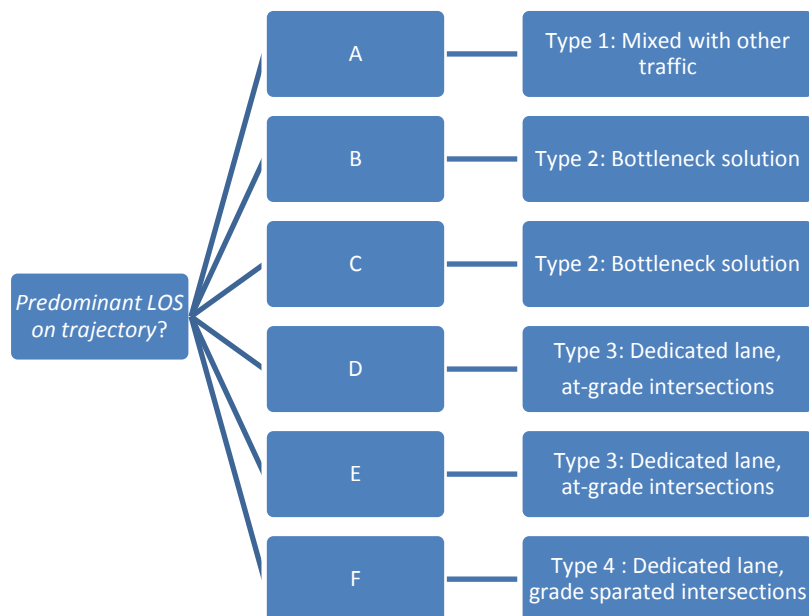 Predominant LOS
on trajectory?
A
Type 1: Mixed with other
traffic
B
Type 2: Bottleneck solution
C
Type 2: Bottleneck solution
D
Type 3: Dedicated lane,
at-grade intersections
E
Type 3: Dedicated lane,
at-grade intersections
F
Type 4 : Dedicated lane,
grade sparated intersections